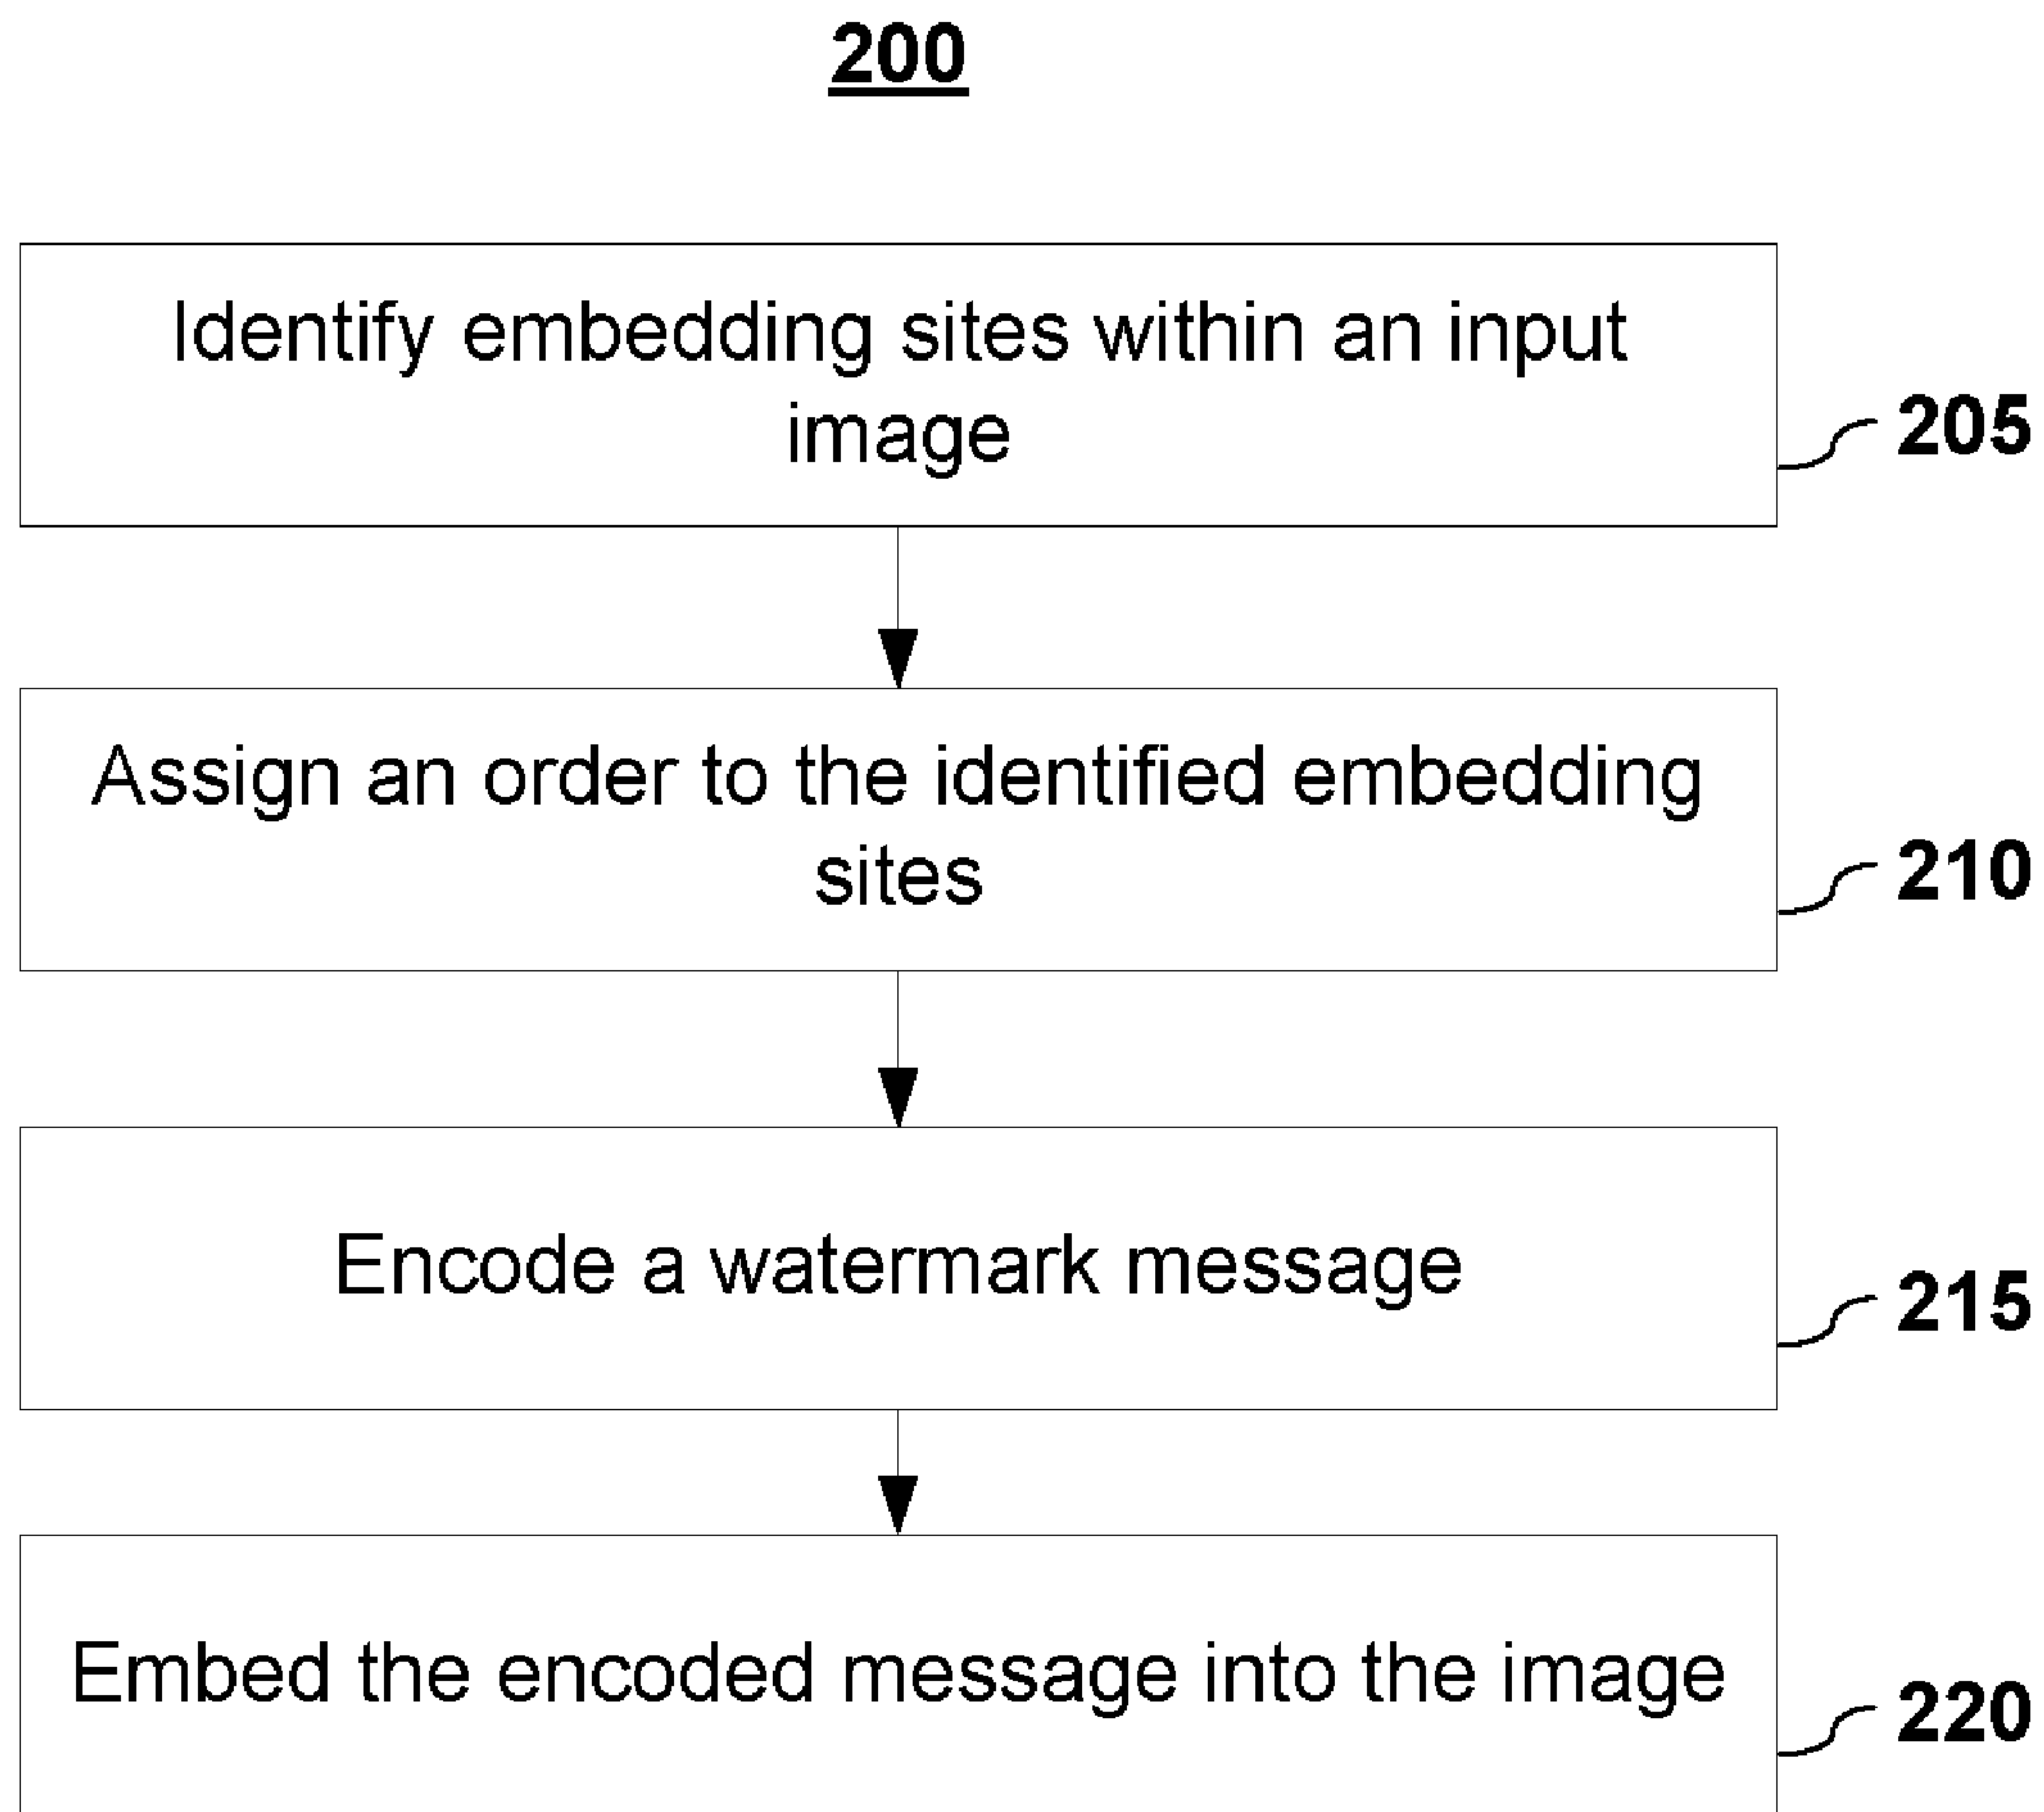 200
Identify embedding sites within an input
image
205
Assign an order to the identified embedding
sites
210
Encode a watermark message
215
Embed the encoded message into the image
220